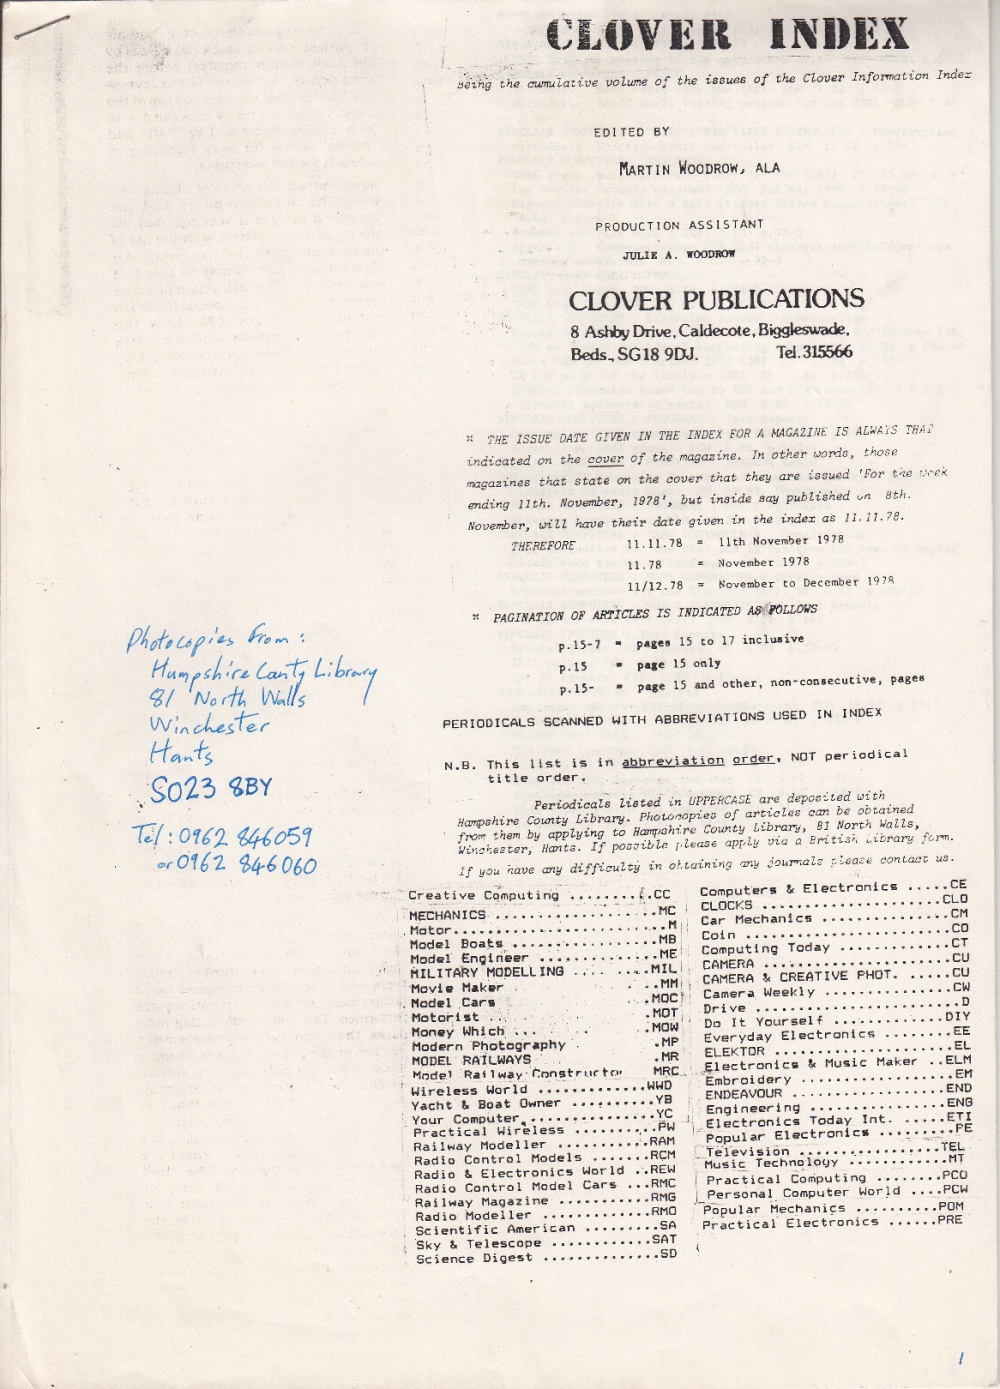 CLOVER INDEX
Being the cumulative volume of the issues of the Clover Information Index
EDITED BY
MARTIN WOODROW, ALA
PRODUCTION ASSISTANT
JULIE A. WOODROW
CLOVER PUBLICATIONS
8 Ashby Drive, Caldecote, Biggleswade,
Beds., SG18 9DJ. Tel. 315566
* THE ISSUE DATE GIVEN IN THE INDEX FOR A MAGAZINE IS ALWAYS THAT
indicated on the cover of the magazine. In other words, those
magazines that state on the cover that they are issued 'For the week
ending 11th. November, 1978', but inside say published on 8th.
November, will have their date given in the index as 11.11.78.
THEREFORE 11.11.78 = 11th November 1978
11.78 = November 1978
11/12.78 = November to December 1978
* PAGINATION OF ARTICLES IS INDICATED AS FOLLOWS
p.15-7 = pages 15 to 17 inclusive
p.15 = page 15 only
p.15- = page 15 and other, non-consecutive, pages
PERIODICALS SCANNED WITH ABBREVIATIONS USED IN INDEX
N.B. This list is in abbreviation order, NOT periodical
title order.
Periodicals listed in UPPERCASE are deposited with
Hampshire County Library. Photocopies of articles can be obtained
from them by applying to Hampshire County Library, 81 North Walls,
Winchester, Hants. If possible please apply via a British Library form.
If you have any difficulty in obtaining any journals please contact us.
Photocopies from:
Humpshire Canty Library
81 North Walls
Winchester
Hants
SO23 8BY
Tel: 0962 846059
or 0962 846060
Creative Computing ........CC
MECHANICS ................MC
Motor.........................M
Model Boats ...............MB
Model Engineer ............ME
MILITARY MODELLING ... ....MIL
Movie Maker . ..MM
Model Cars .MOC
Motorist ... .MOT
Money Which ... .MOW
Modern Photography .MP
MODEL RAILWAYS .MR
Model Railway Constructor MRC
Wireless World ............WWD
Yacht & Boat Owner .........YB
Your Computer..............YC
Practical Wireless .........PW
Railway Modeller ..........RAM
Radio Control Models ......RCM
Radio & Electronics World ..REW
Radio Control Model Cars ...RMC
Railway Magazine ..........RMG
Radio Modeller ............RMO
Scientific American .........SA
Sky & Telescope ...........SAT
Science Digest .............SD
Computers & Electronics .....CE
CLOCKS ....................CLO
Car Mechanics ..............CM
Coin .......................CO
Computing Today ............CT
CAMERA .....................CU
CAMERA & CREATIVE PHOT. .....CU
Camera Weekly ..............CW
Drive .......................D
Do It Yourself ............DIY
Everyday Electronics ........EE
ELEKTOR ....................EL
Electronics & Music Maker ..ELM
Embroidery .................EM
ENDEAVOUR .................END
Engineering ...............ENG
Electronics Today Int. .....ETI
Popular Electronics .........PE
Television ................TEL
Music Technology ...........MT
Practical Computing ........PCO
Personal Computer World ....PCW
Popular Mechanics ..........POM
Practical Electronics ......PRE
1